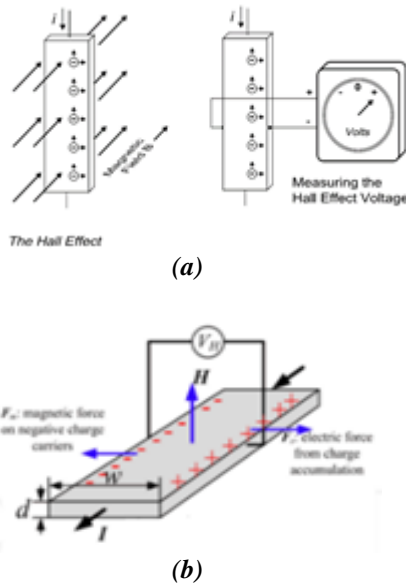 i
i
Magnetic
Field B
+
-
- Φ +
Volts
Measuring the
Hall Effect Voltage
The Hall Effect
(a)
V_H
H
F_m: magnetic force
on negative charge
carriers
F_e: electric force
from charge
accumulation
W
d
I
(b)